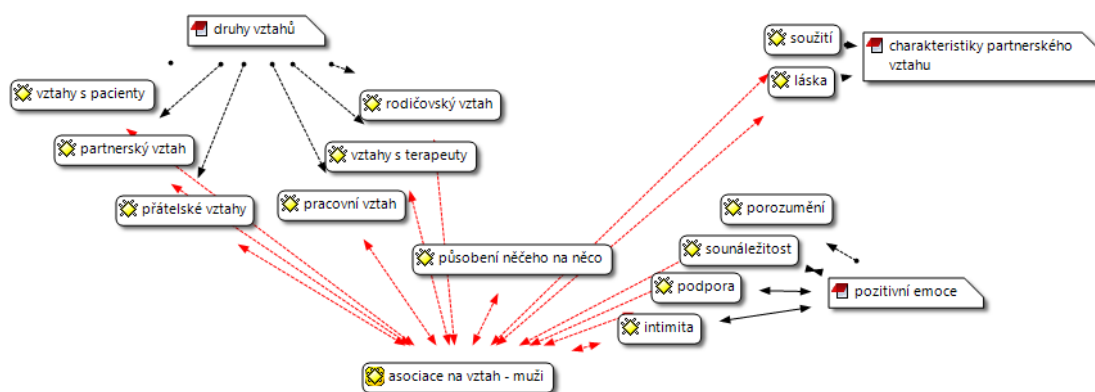 druhy vztahů
soužití
charakteristiky partnerského
vztahu
láska
vztahy s pacienty
rodičovský vztah
partnerský vztah
vztahy s terapeuty
přátelské vztahy
pracovní vztah
porozumění
sounáležitost
působení něčeho na něco
podpora
pozitivní emoce
intimita
asociace na vztah - muži